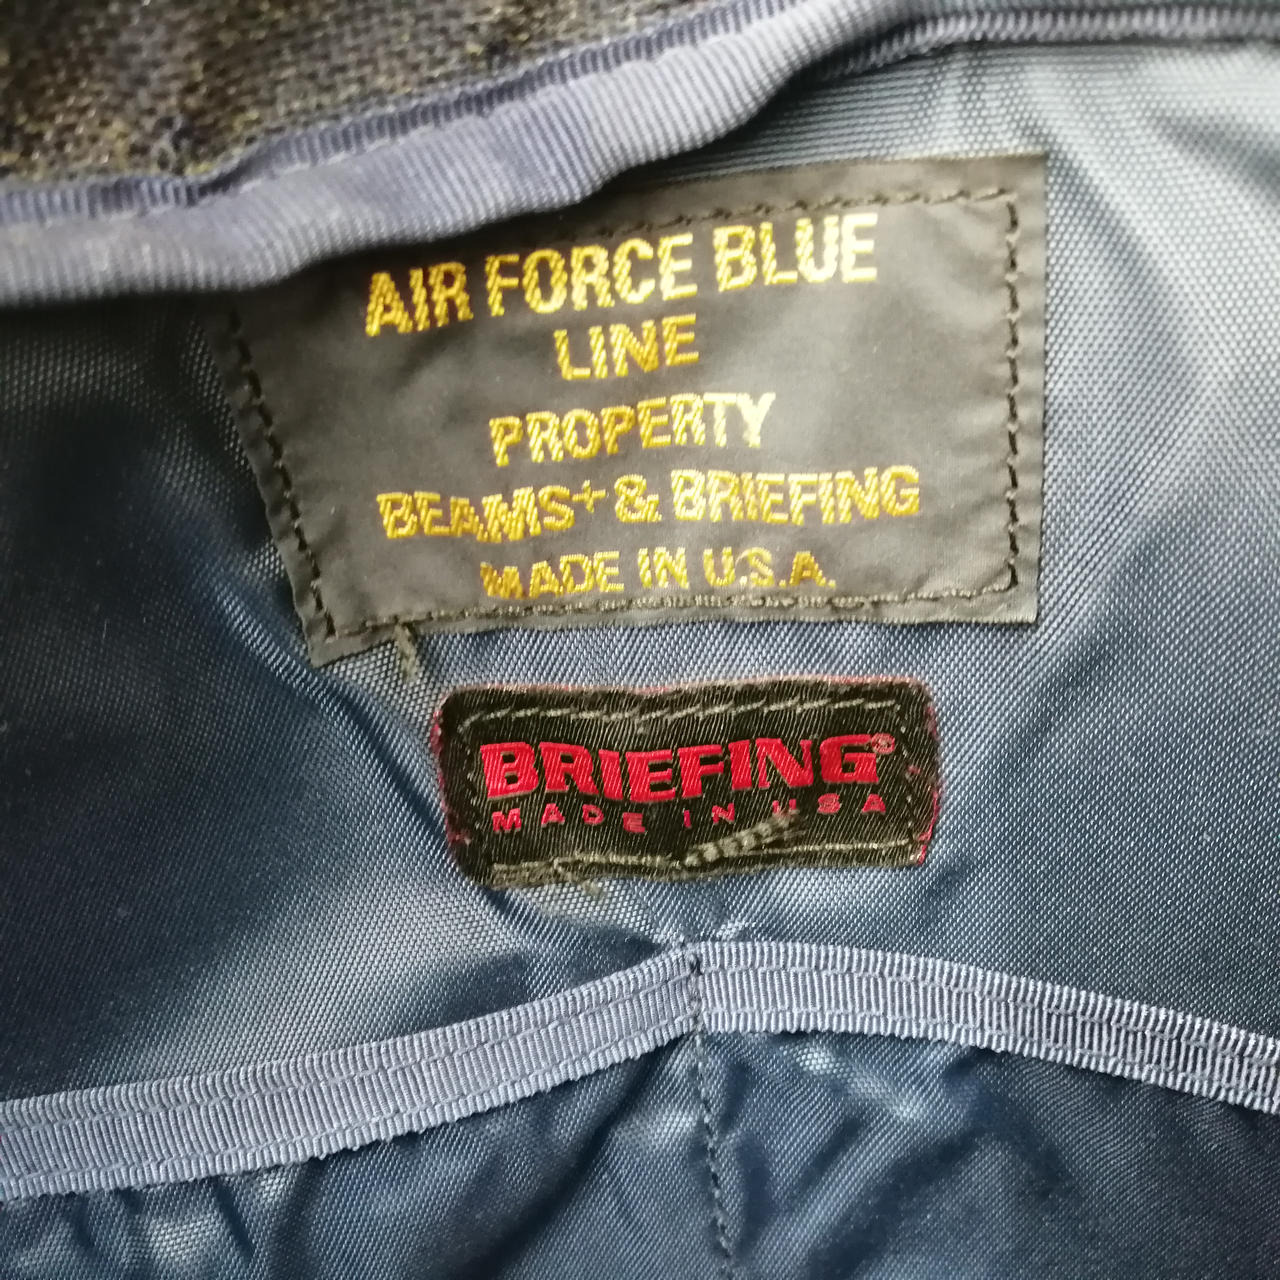 AIR FORCE BLUE
LINE
PROPERTY
BEAMS+ & BRIEFING
MADE IN U.S.A.
BRIEFING®
MADE IN USA